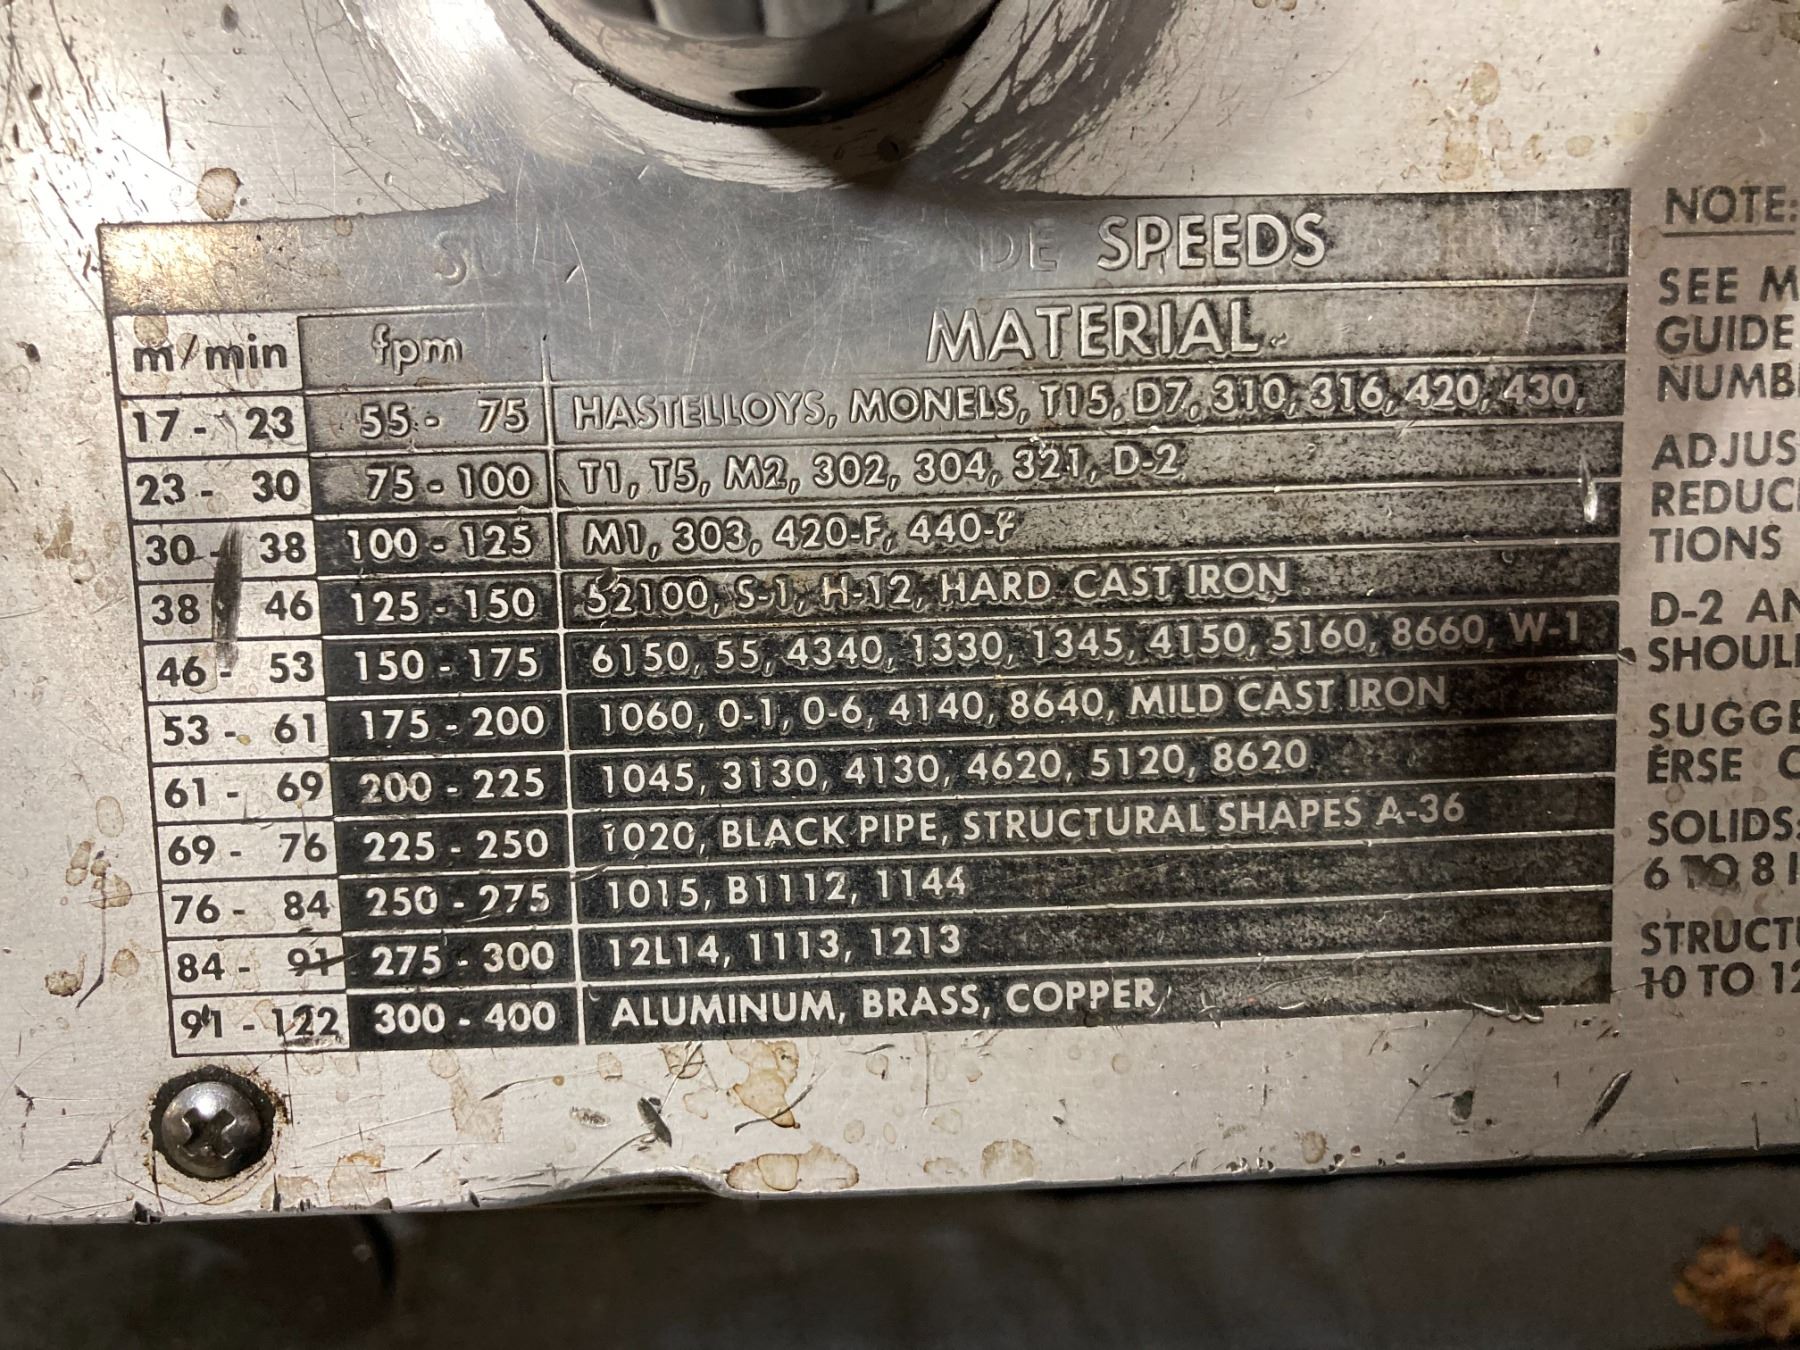 SPEEDS
m/min fpm MATERIAL
17 - 23 55 - 75 HASTELLOYS, MONELS, T15, D7, 310, 316, 420, 430,
23 - 30 75 - 100 T1, T5, M2, 302, 304, 321, D-2
30 - 38 100 - 125 M1, 303, 420-F, 440-F
38 46 125 - 150 52100, S-1, H-12, HARD CAST IRON
46 - 53 150 - 175 6150, 55, 4340, 1330, 1345, 4150, 5160, 8660, W-1
53 - 61 175 - 200 1060, O-1, O-6, 4140, 8640, MILD CAST IRON
61 - 69 200 - 225 1045, 3130, 4130, 4620, 5120, 8620
69 - 76 225 - 250 1020, BLACK PIPE, STRUCTURAL SHAPES A-36
76 - 84 250 - 275 1015, B1112, 1144
84 - 91 275 - 300 12L14, 1113, 1213
91 - 122 300 - 400 ALUMINUM, BRASS, COPPER
NOTE:
SEE M
GUIDE
NUMB
ADJUS
REDUC
TIONS
D-2 AN
SHOUL
SUGGE
ERSE C
SOLIDS:
6 TO 8 I
STRUCTU
10 TO 12